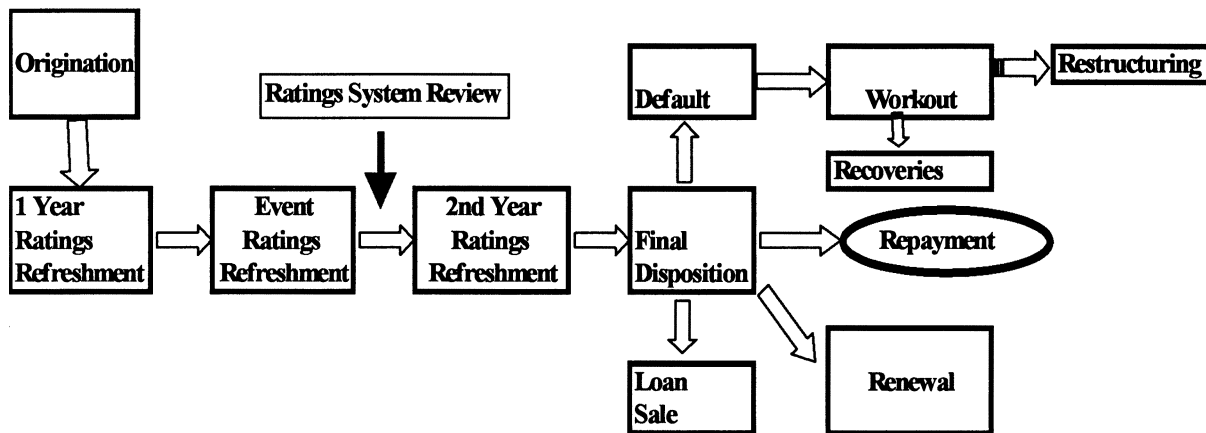 Origination
Ratings System Review
Default
Workout
Restructuring
Recoveries
1 Year
Ratings
Refreshment
Event
Ratings
Refreshment
2nd Year
Ratings
Refreshment
Final
Disposition
Repayment
Loan
Sale
Renewal